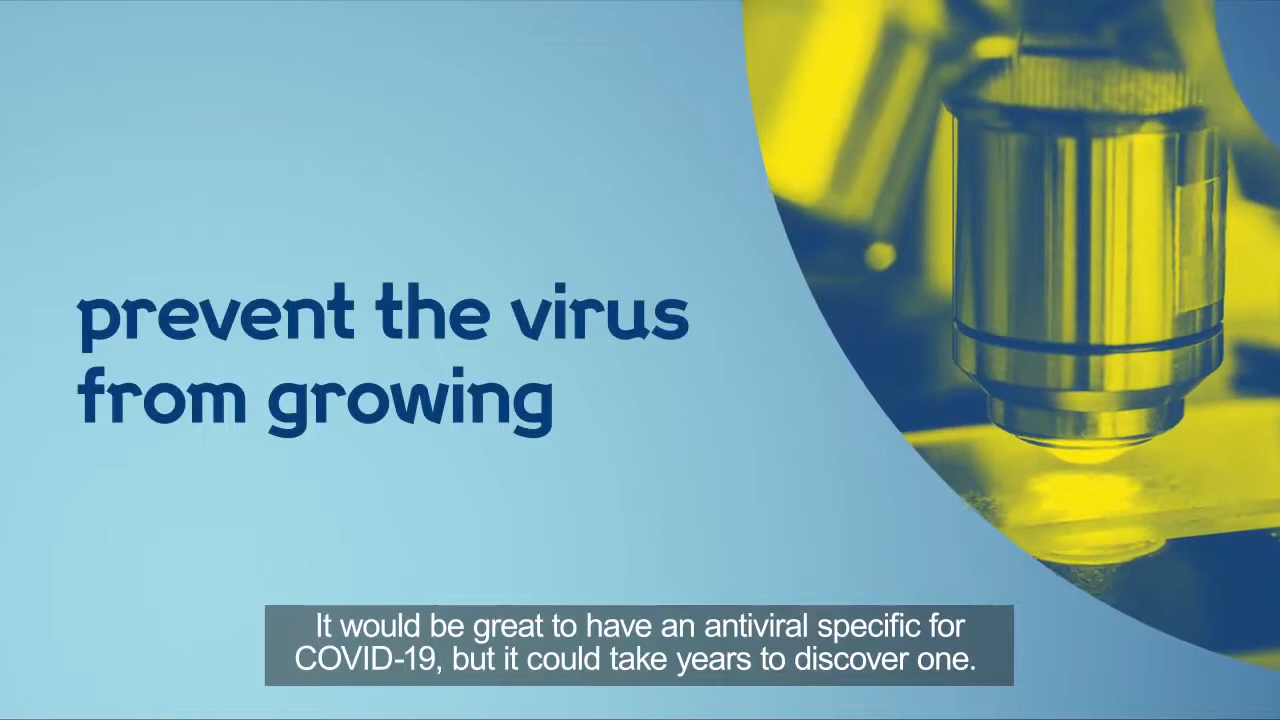 prevent the virus
from growing
It would be great to have an antiviral specific for
COVID-19, but it could take years to discover one.